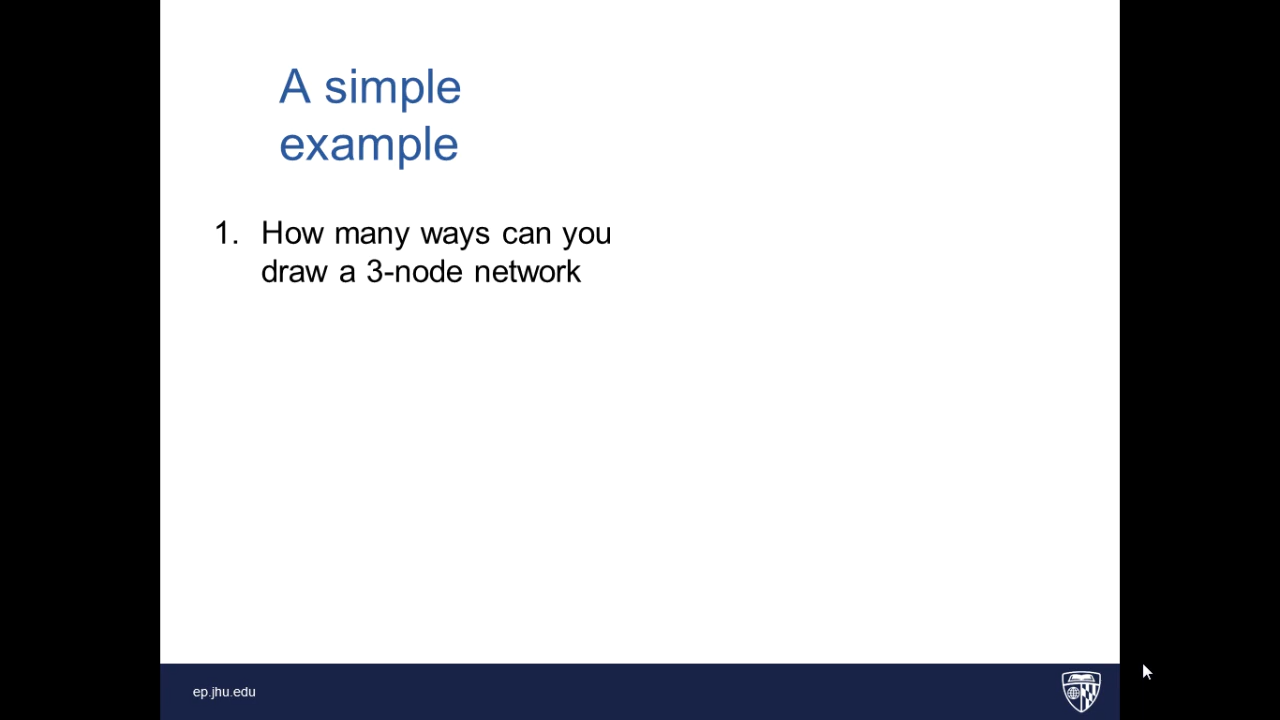 A simple
example
1. How many ways can you
draw a 3-node network
ep.jhu.edu